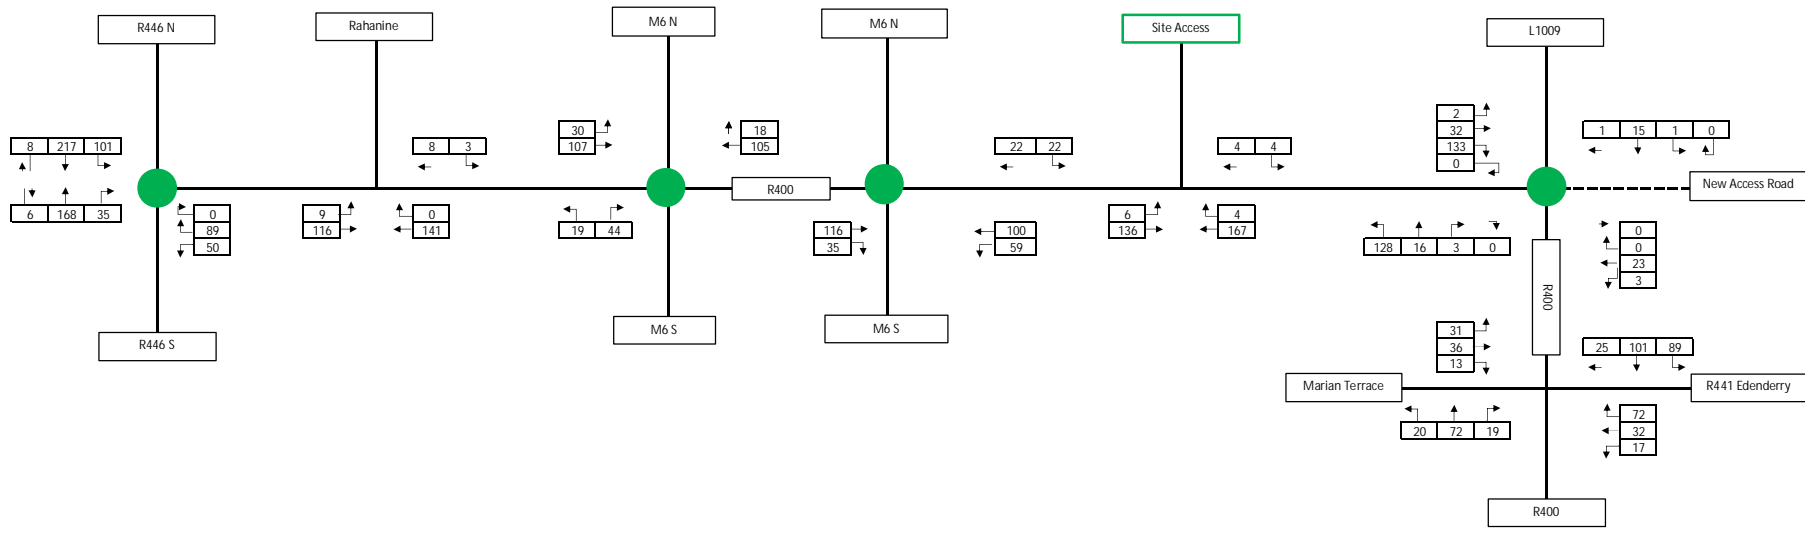 R446 N
Rahanine
M6 N
M6 N
Site Access
L1009
8 217 101
6 168 35
0
89
50
9
116
8 3
0
141
30
107
18
105
19 44
R400
116
35
22 22
100
59
6
136
4 4
4
167
2
32
133
0
1 15 1 0
New Access Road
128 16 3 0
0
0
23
3
R400
R446 S
M6 S
M6 S
31
36
13
25 101 89
Marian Terrace
R441 Edenderry
20 72 19
72
32
17
R400